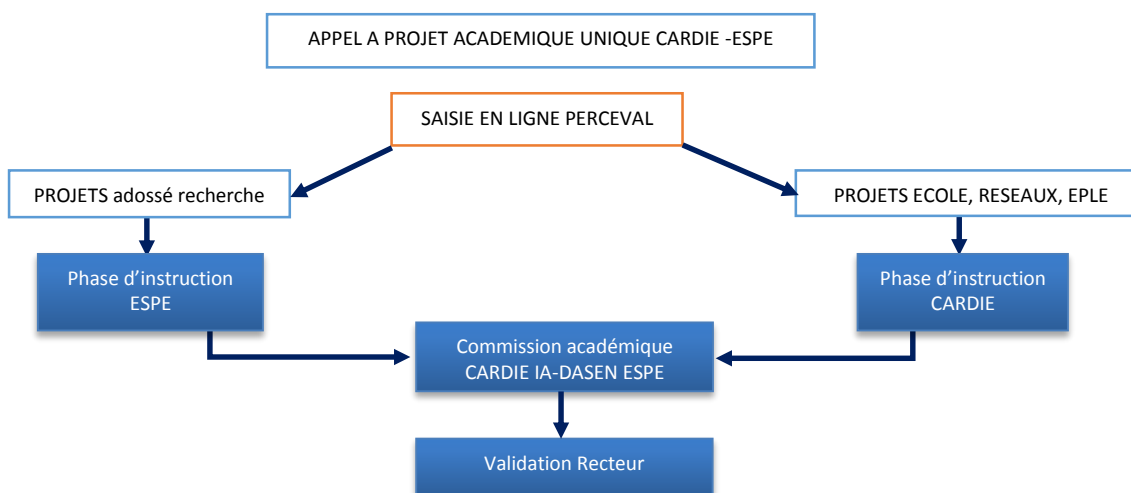 APPEL A PROJET ACADEMIQUE UNIQUE CARDIE -ESPE
SAISIE EN LIGNE PERCEVAL
PROJETS adossé recherche
PROJETS ECOLE, RESEAUX, EPLE
Phase d’instruction
ESPE
Phase d’instruction
CARDIE
Commission académique
CARDIE IA-DASEN ESPE
Validation Recteur